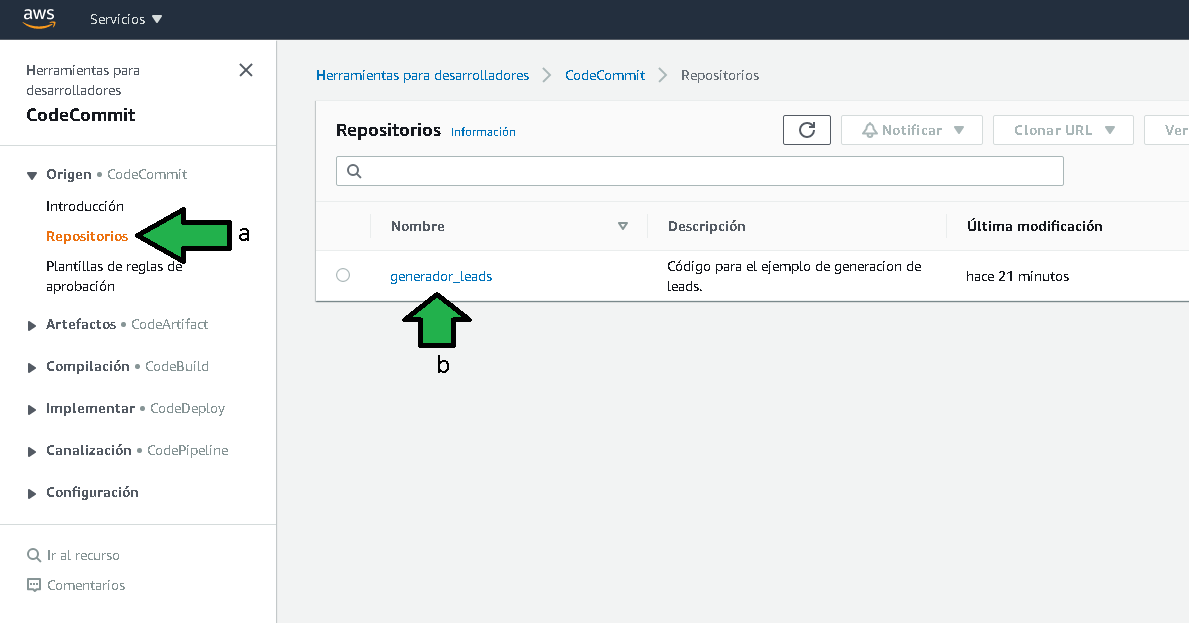 aws
Servicios
Herramientas para
desarrolladores
CodeCommit
Origen • CodeCommit
Introducción
Repositorios
a
Plantillas de reglas de
aprobación
Artefactos • CodeArtifact
Compilación • CodeBuild
Implementar • CodeDeploy
Canalización • CodePipeline
Configuración
Ir al recurso
Comentarios
Herramientas para desarrolladores
CodeCommit
Repositorios
Repositorios Información
Notificar
Clonar URL
Ver
Nombre
Descripción
Última modificación
generador_leads
Código para el ejemplo de generacion de
leads.
hace 21 minutos
b